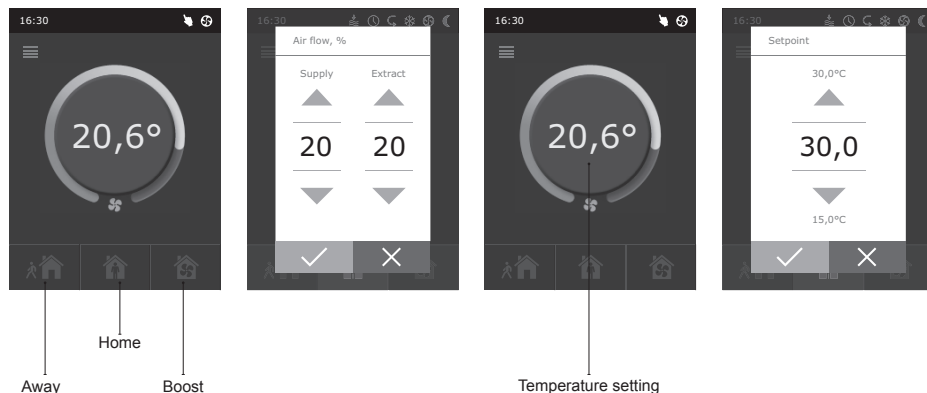 16:30
20,6°
Home
Away
Boost
16:30
Air flow, %
Supply Extract
20 20
16:30
20,6°
Temperature setting
16:30
Setpoint
30,0°C
30,0
15,0°C